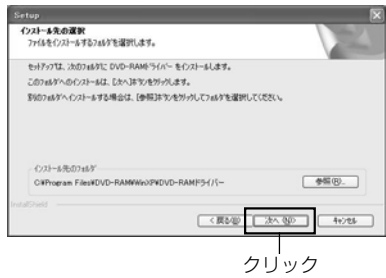 Setup
インストール先の選択
ファイルをインストールするフォルダを選択します。
セットアップは、次のフォルダに DVD-RAMドライバー をインストールします。
このフォルダへのインストールは、[次へ]ボタンをクリックします。
別のフォルダへインストールする場合は、[参照]ボタンをクリックしてフォルダを選択してください。
インストール先のフォルダ
C:¥Program Files¥DVD-RAM¥WinXP¥DVD-RAMドライバー
参照(R)...
InstallShield
< 戻る(B)
次へ(N) >
キャンセル
クリック